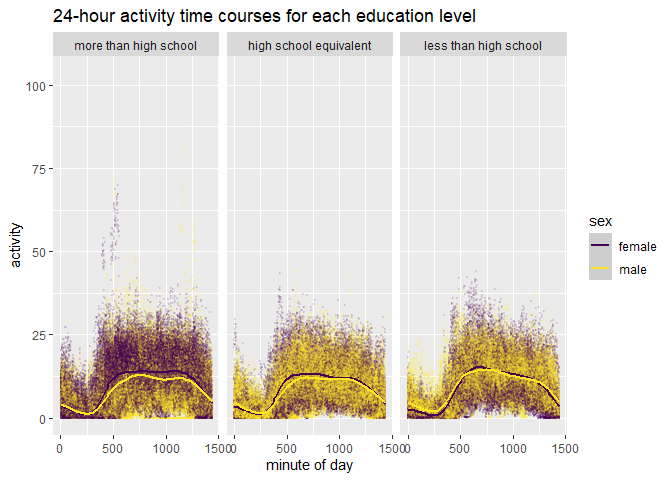 24-hour activity time courses for each education level
more than high school
high school equivalent
less than high school
100
75
50
25
0
activity
0 500 1000 1500
0 500 1000 1500
0 500 1000 1500
minute of day
sex
female
male